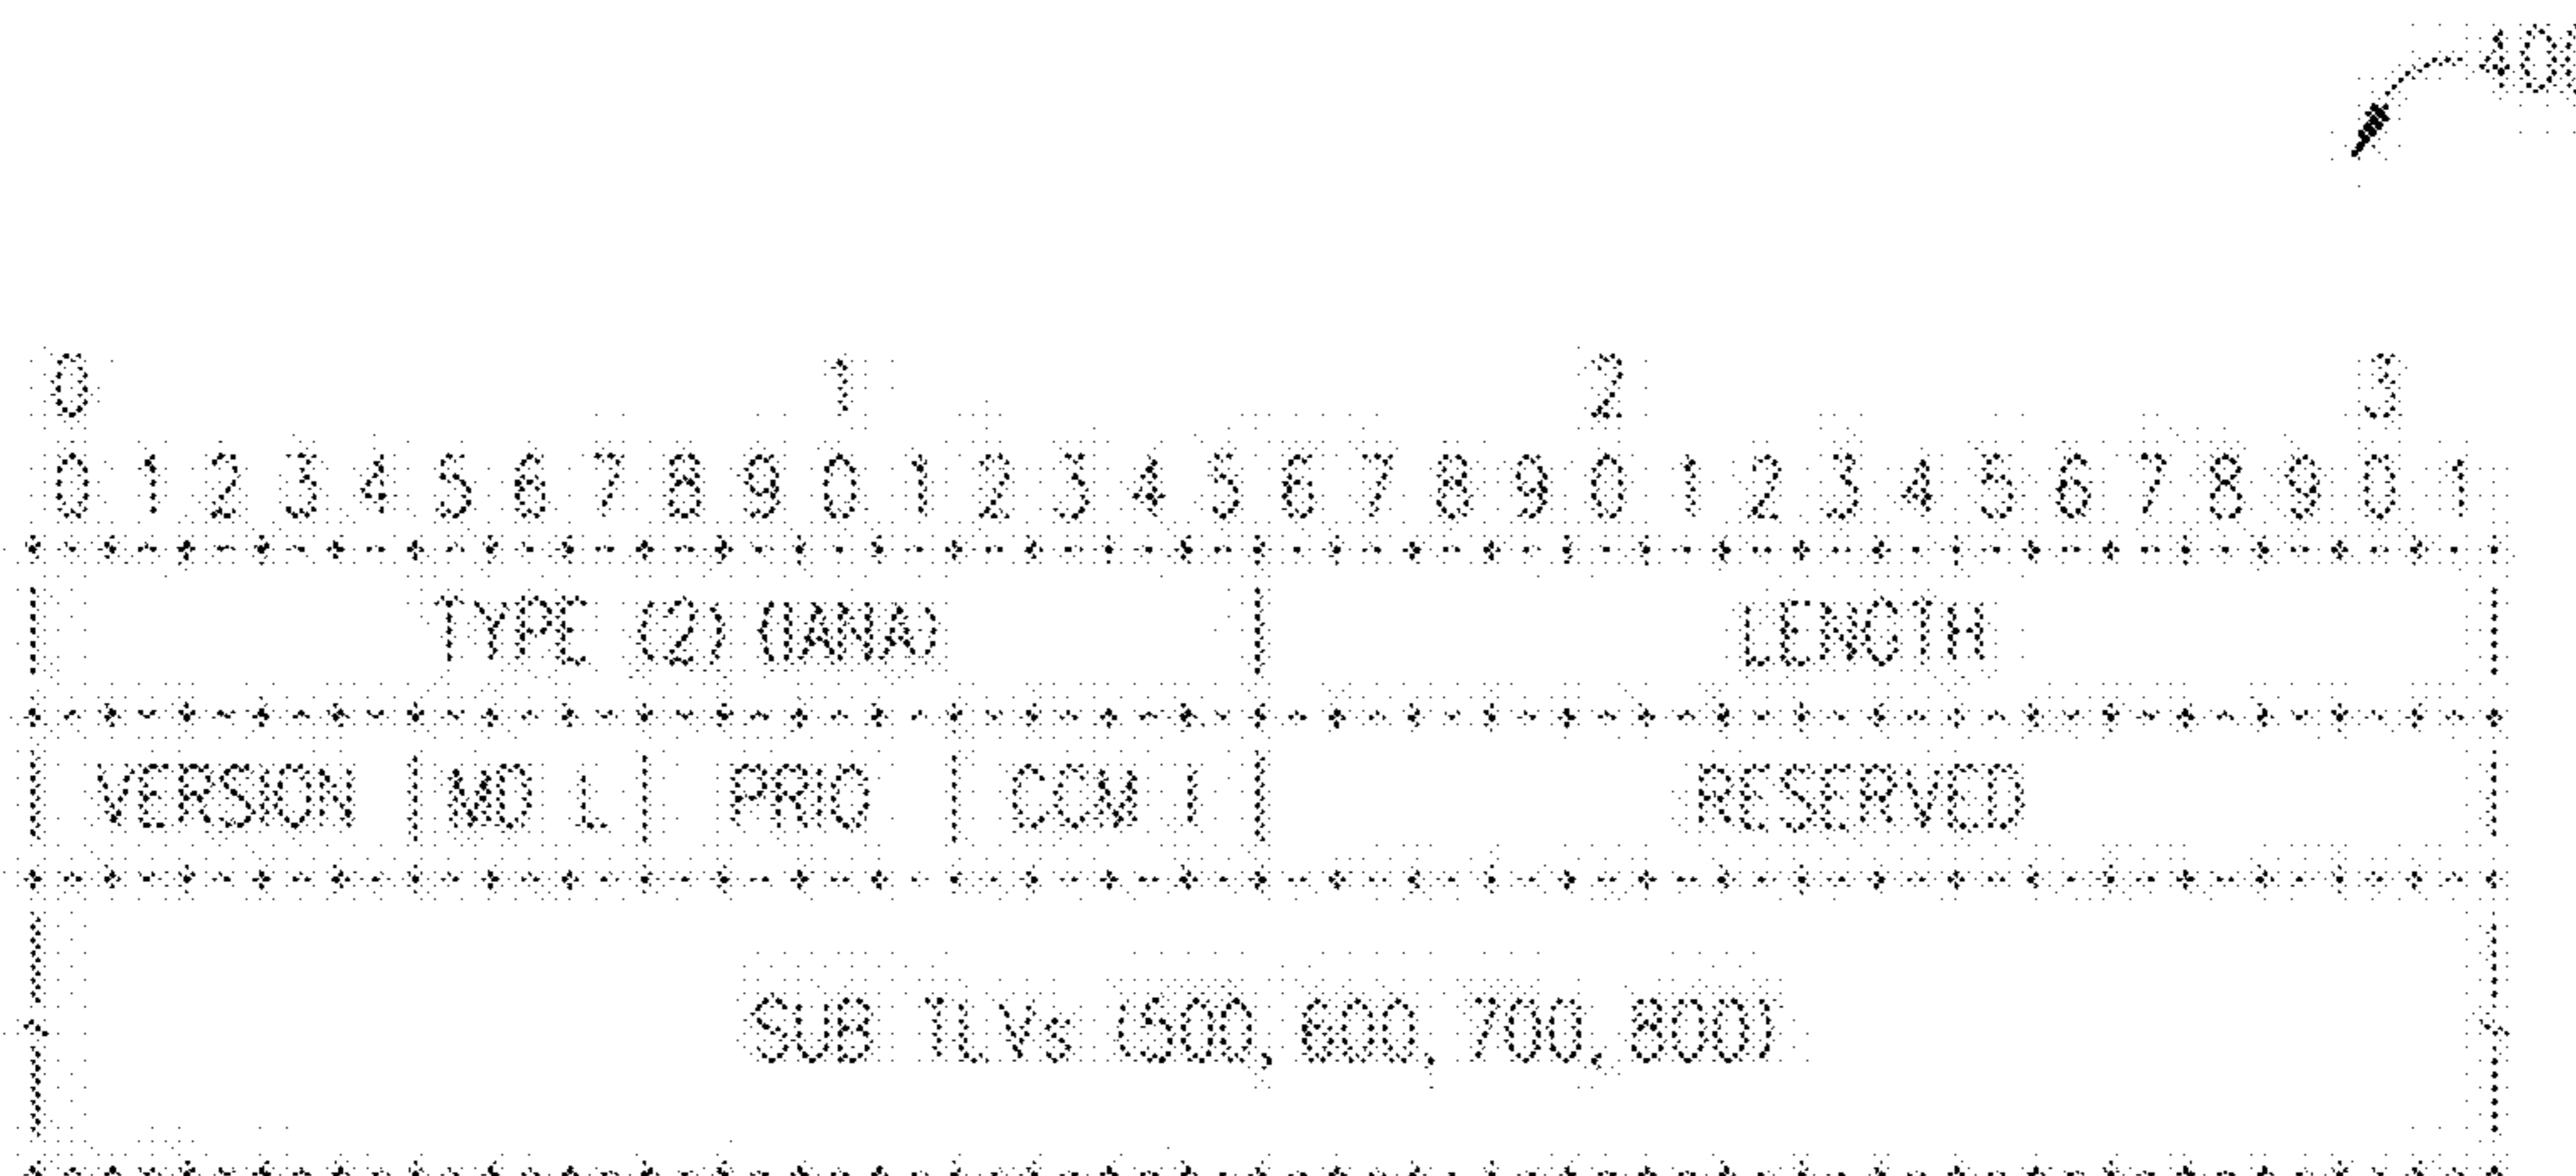 0 1 2 3
0 1 2 3 4 5 6 7 8 9 0 1 2 3 4 5 6 7 8 9 0 1 2 3 4 5 6 7 8 9 0 1
TYPE (2) (IANA) LENGTH
VERSION MO L PRIO CCM I RESERVED
SUB TLVs (500, 600, 700, 800)